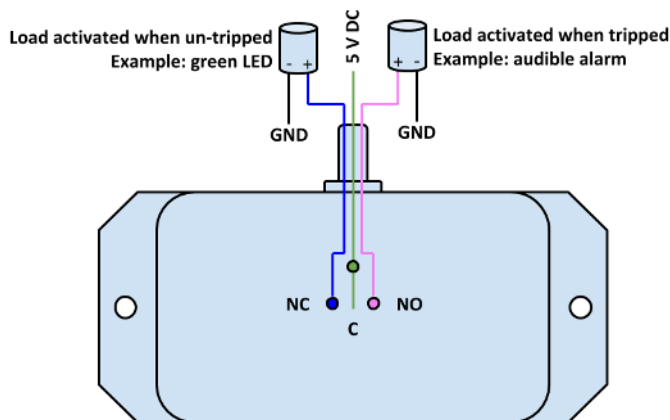 Load activated when un-tripped
Example: green LED
- +
GND
5 V DC
Load activated when tripped
Example: audible alarm
+ -
GND
NC
C
NO